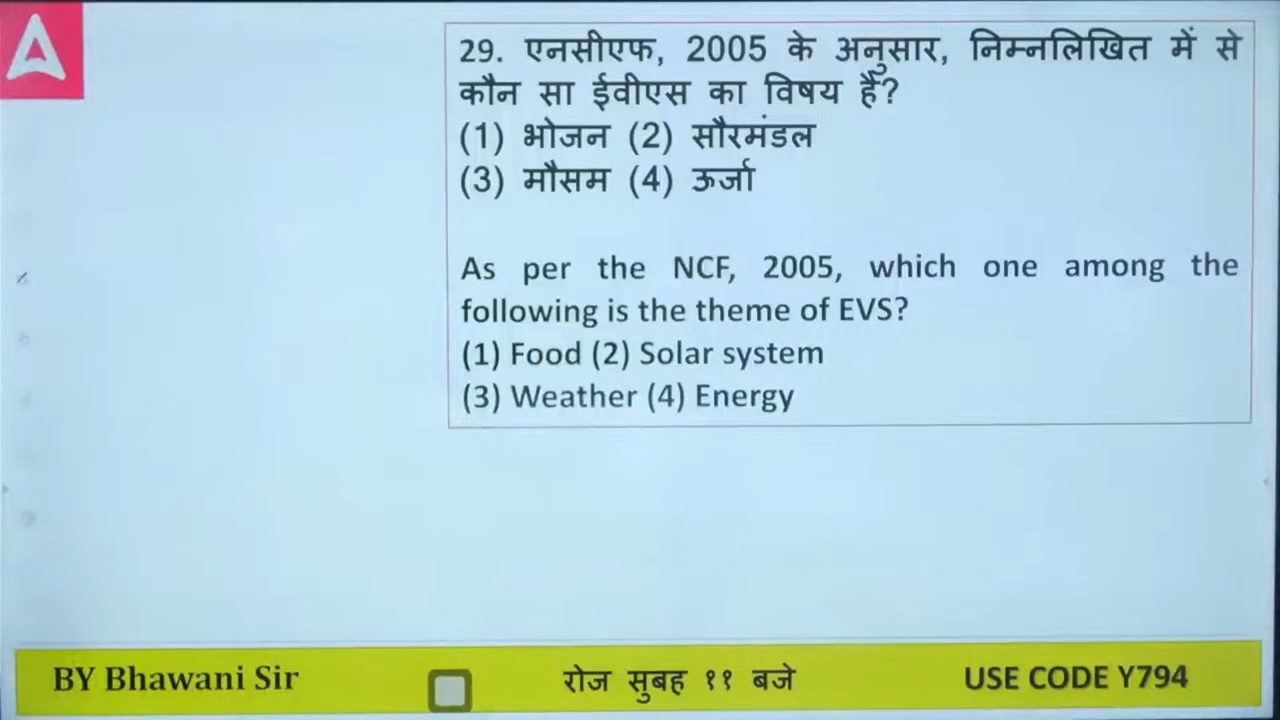 29. एनसीएफ, 2005 के अनुसार, निम्नलिखित में से
कौन सा ईवीएस का विषय हैं?
(1) भोजन (2) सौरमंडल
(3) मौसम (4) ऊर्जा
As per the NCF, 2005, which one among the
following is the theme of EVS?
(1) Food (2) Solar system
(3) Weather (4) Energy
BY Bhawani Sir रोज सुबह ११ बजे USE CODE Y794